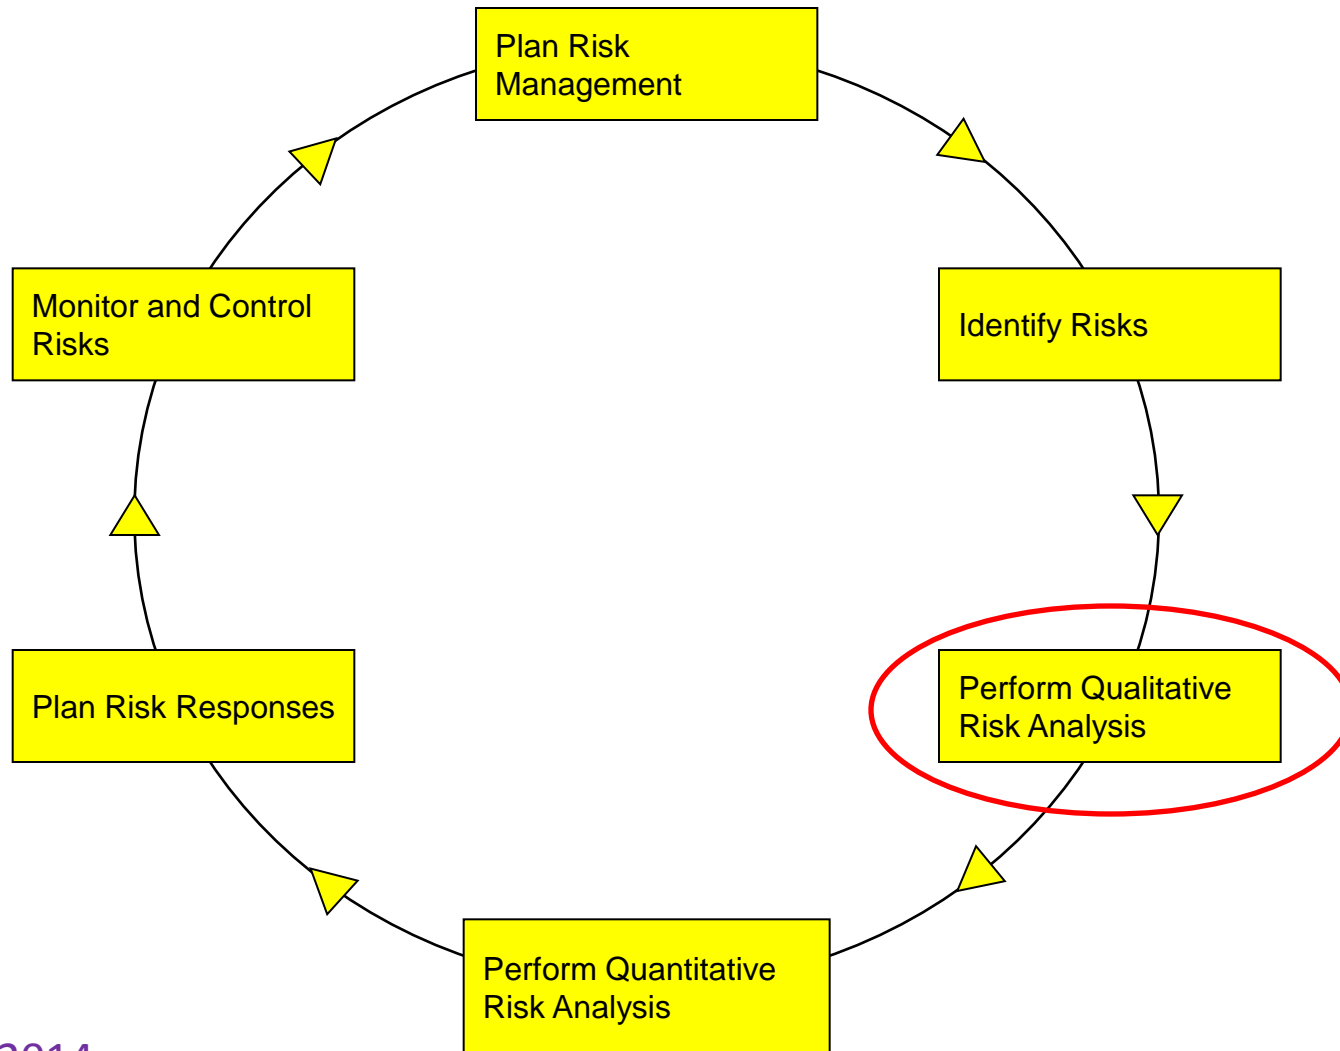 Plan Risk
Management
Monitor and Control
Risks
Identify Risks
Plan Risk Responses
Perform Qualitative
Risk Analysis
Perform Quantitative
Risk Analysis
2014